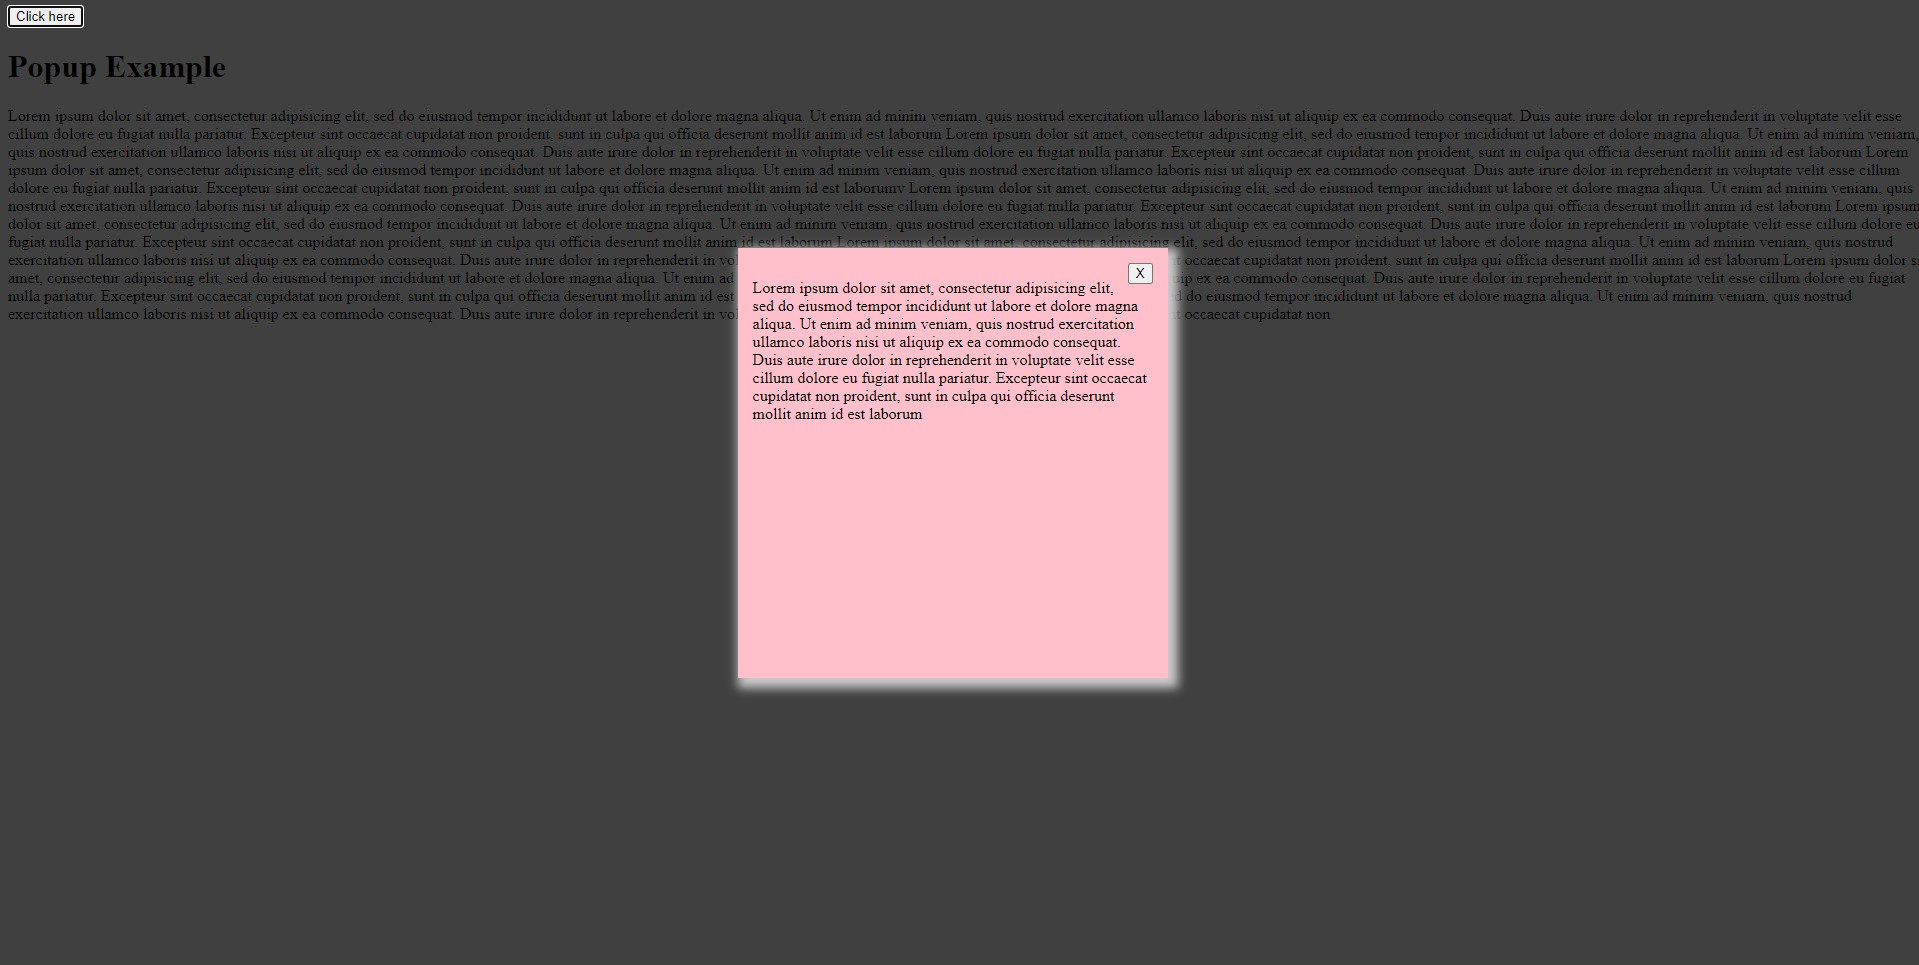 Click here
Popup Example
Lorem ipsum dolor sit amet, consectetur adipisicing elit, sed do eiusmod tempor incididunt ut labore et dolore magna aliqua. Ut enim ad minim veniam, quis nostrud exercitation ullamco laboris nisi ut aliquip ex ea commodo consequat. Duis aute irure dolor in reprehenderit in voluptate velit esse
cillum dolore eu fugiat nulla pariatur. Excepteur sint occaecat cupidatat non proident, sunt in culpa qui officia deserunt mollit anim id est laborum Lorem ipsum dolor sit amet, consectetur adipisicing elit, sed do eiusmod tempor incididunt ut labore et dolore magna aliqua. Ut enim ad minim veniam,
quis nostrud exercitation ullamco laboris nisi ut aliquip ex ea commodo consequat. Duis aute irure dolor in reprehenderit in voluptate velit esse cillum dolore eu fugiat nulla pariatur. Excepteur sint occaecat cupidatat non proident, sunt in culpa qui officia deserunt mollit anim id est laborum Lorem
ipsum dolor sit amet, consectetur adipisicing elit, sed do eiusmod tempor incididunt ut labore et dolore magna aliqua. Ut enim ad minim veniam, quis nostrud exercitation ullamco laboris nisi ut aliquip ex ea commodo consequat. Duis aute irure dolor in reprehenderit in voluptate velit esse cillum
dolore eu fugiat nulla pariatur. Excepteur sint occaecat cupidatat non proident, sunt in culpa qui officia deserunt mollit anim id est laborumv Lorem ipsum dolor sit amet, consectetur adipisicing elit, sed do eiusmod tempor incididunt ut labore et dolore magna aliqua. Ut enim ad minim veniam, quis
nostrud exercitation ullamco laboris nisi ut aliquip ex ea commodo consequat. Duis aute irure dolor in reprehenderit in voluptate velit esse cillum dolore eu fugiat nulla pariatur. Excepteur sint occaecat cupidatat non proident, sunt in culpa qui officia deserunt mollit anim id est laborum Lorem ipsum
dolor sit amet, consectetur adipisicing elit, sed do eiusmod tempor incididunt ut labore et dolore magna aliqua. Ut enim ad minim veniam, quis nostrud exercitation ullamco laboris nisi ut aliquip ex ea commodo consequat. Duis aute irure dolor in reprehenderit in voluptate velit esse cillum dolore eu
fugiat nulla pariatur. Excepteur sint occaecat cupidatat non proident, sunt in culpa qui officia deserunt mollit anim id est laborum Lorem ipsum dolor sit amet, consectetur adipisicing elit, sed do eiusmod tempor incididunt ut labore et dolore magna aliqua. Ut enim ad minim veniam, quis nostrud
exercitation ullamco laboris nisi ut aliquip ex ea commodo consequat. Duis aute irure dolor in reprehenderit in occaecat cupidatat non proident, sunt in culpa qui officia deserunt mollit anim id est laborum Lorem ipsum dolor
amet, consectetur adipisicing elit, sed do eiusmod tempor incididunt ut labore et dolore magna aliqua. Ut enim ad ex ea commodo consequat. Duis aute irure dolor in reprehenderit in voluptate velit esse cillum dolore eu fugiat
nulla pariatur. Excepteur sint occaecat cupidatat non proident, sunt in culpa qui officia deserunt mollit anim id est do eiusmod tempor incididunt ut labore et dolore magna aliqua. Ut enim ad minim veniam, quis nostrud
exercitation ullamco laboris nisi ut aliquip ex ea commodo consequat. Duis aute irure dolor in reprehenderit in occaecat cupidatat non
X
Lorem ipsum dolor sit amet, consectetur adipisicing elit,
sed do eiusmod tempor incididunt ut labore et dolore magna
aliqua. Ut enim ad minim veniam, quis nostrud exercitation
ullamco laboris nisi ut aliquip ex ea commodo consequat.
Duis aute irure dolor in reprehenderit in voluptate velit esse
cillum dolore eu fugiat nulla pariatur. Excepteur sint occaecat
cupidatat non proident, sunt in culpa qui officia deserunt
mollit anim id est laborum